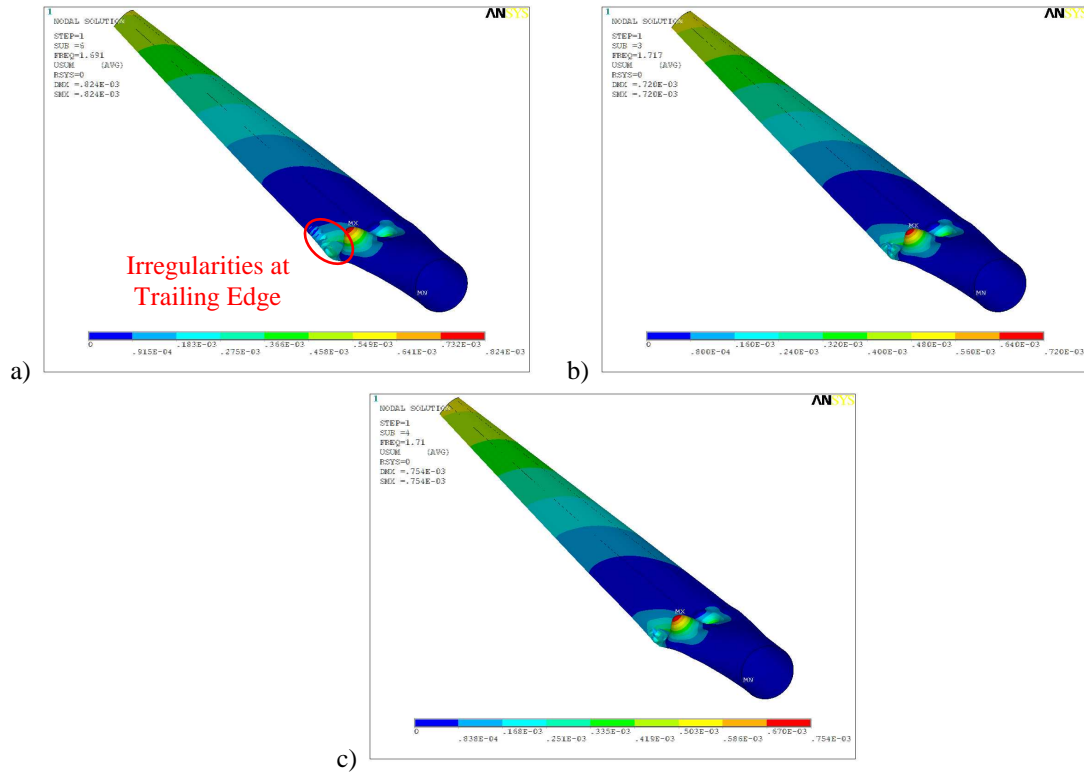 1
ANSYS
NODAL SOLUTION
STEP=1
SUB =6
FREQ=1.691
USUM (AVG)
RSYS=0
DMX =.824E-03
SMX =.824E-03
MX
MN
Irregularities at
Trailing Edge
0 .183E-03 .366E-03 .549E-03 .732E-03
.915E-04 .275E-03 .458E-03 .641E-03 .824E-03
a)
1
ANSYS
NODAL SOLUTION
STEP=1
SUB =3
FREQ=1.717
USUM (AVG)
RSYS=0
DMX =.720E-03
SMX =.720E-03
MX
MN
0 .160E-03 .320E-03 .480E-03 .640E-03
.800E-04 .240E-03 .400E-03 .560E-03 .720E-03
b)
1
ANSYS
NODAL SOLUTION
STEP=1
SUB =4
FREQ=1.71
USUM (AVG)
RSYS=0
DMX =.754E-03
SMX =.754E-03
MX
MN
0 .168E-03 .335E-03 .503E-03 .670E-03
.838E-04 .251E-03 .419E-03 .586E-03 .754E-03
c)